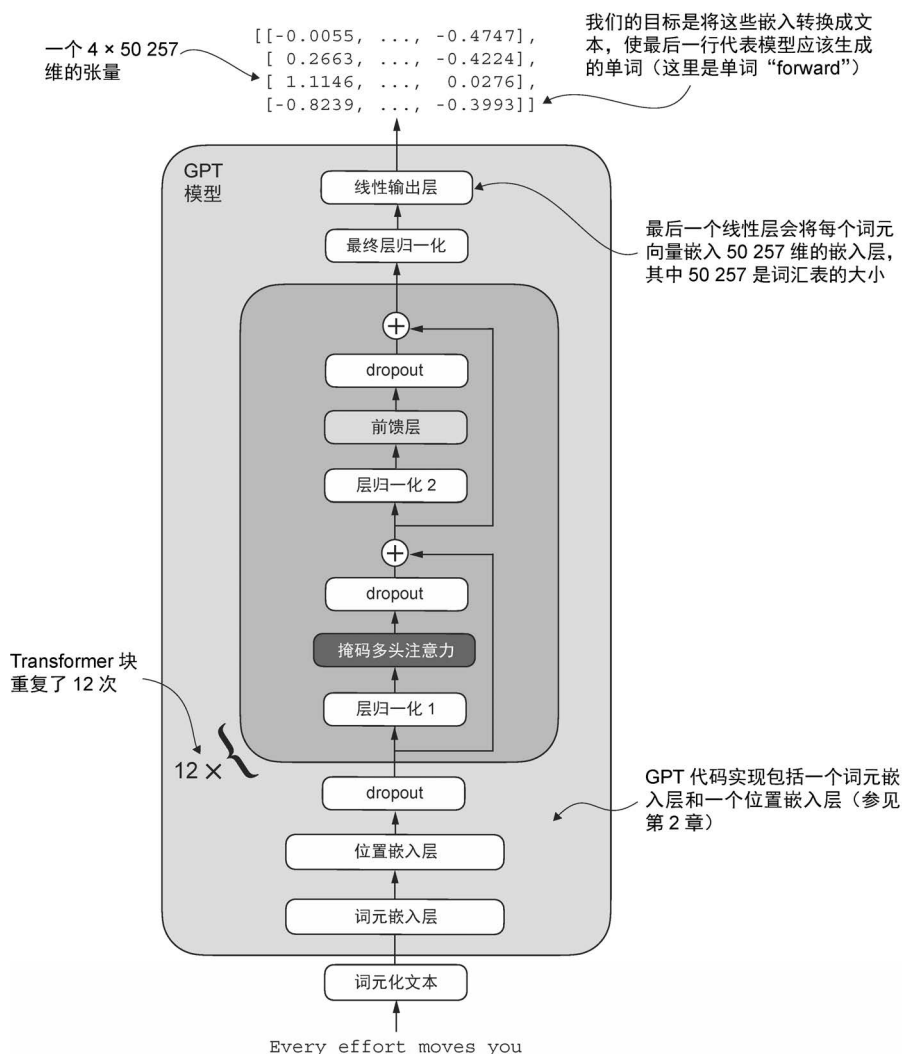 一个 4 × 50 257
维的张量
[[-0.0055, ..., -0.4747],
[ 0.2663, ..., -0.4224],
[ 1.1146, ..., 0.0276],
[-0.8239, ..., -0.3993]]
我们的目标是将这些嵌入转换成文
本，使最后一行代表模型应该生成
的单词（这里是单词“forward”）
GPT
模型
线性输出层
最终层归一化
最后一个线性层会将每个词元
向量嵌入 50 257 维的嵌入层，
其中 50 257 是词汇表的大小
+
dropout
前馈层
层归一化 2
+
dropout
掩码多头注意力
层归一化 1
Transformer 块
重复了 12 次
12 ×
{
dropout
位置嵌入层
词元嵌入层
GPT 代码实现包括一个词元嵌
入层和一个位置嵌入层（参见
第 2 章）
词元化文本
Every effort moves you